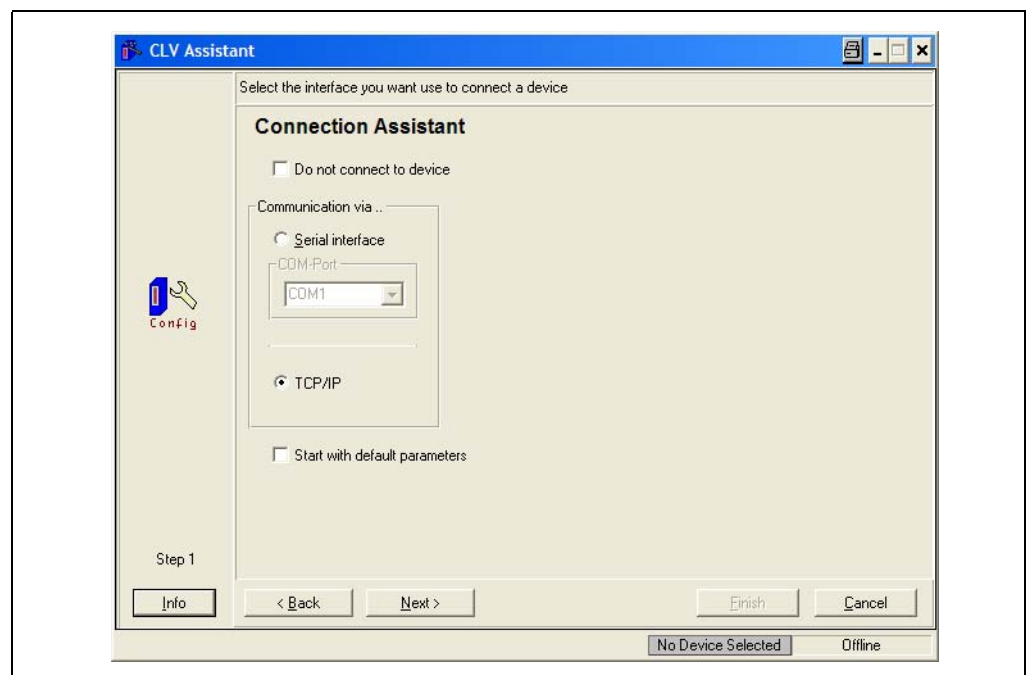 CLV Assistant
Select the interface you want use to connect a device
Connection Assistant
Do not connect to device
Communication via ..
Serial interface
COM-Port
COM1
Config
TCP/IP
Start with default parameters
Step 1
Info
< Back
Next >
Finish
Cancel
No Device Selected
Offline